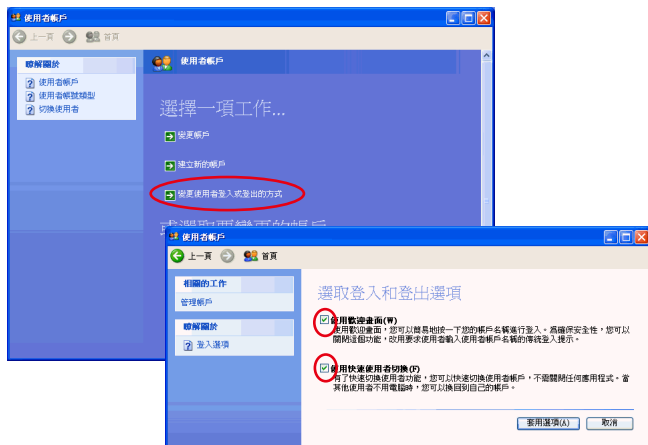 使用者帳戶
上一頁 首頁
瞭解關於
使用者帳戶
使用者帳號類型
切換使用者
使用者帳戶
選擇一項工作...
變更帳戶
建立新的帳戶
變更使用者登入或登出的方式
或選取要變更的帳戶
使用者帳戶
上一頁 首頁
相關的工作
管理帳戶
瞭解關於
登入選項
選取登入和登出選項
使用歡迎畫面(W)
使用歡迎畫面，您可以簡易地按一下您的帳戶名稱進行登入。為確保安全性，您可以
關閉這個功能，改用要求使用者輸入使用者帳戶名稱的傳統登入提示。
使用快速使用者切換(F)
有了快速切換使用者功能，您可以快速切換使用者帳戶，不需關閉任何應用程式。當
其他使用者不用電腦時，您可以換回到自己的帳戶。
套用選項(A) 取消